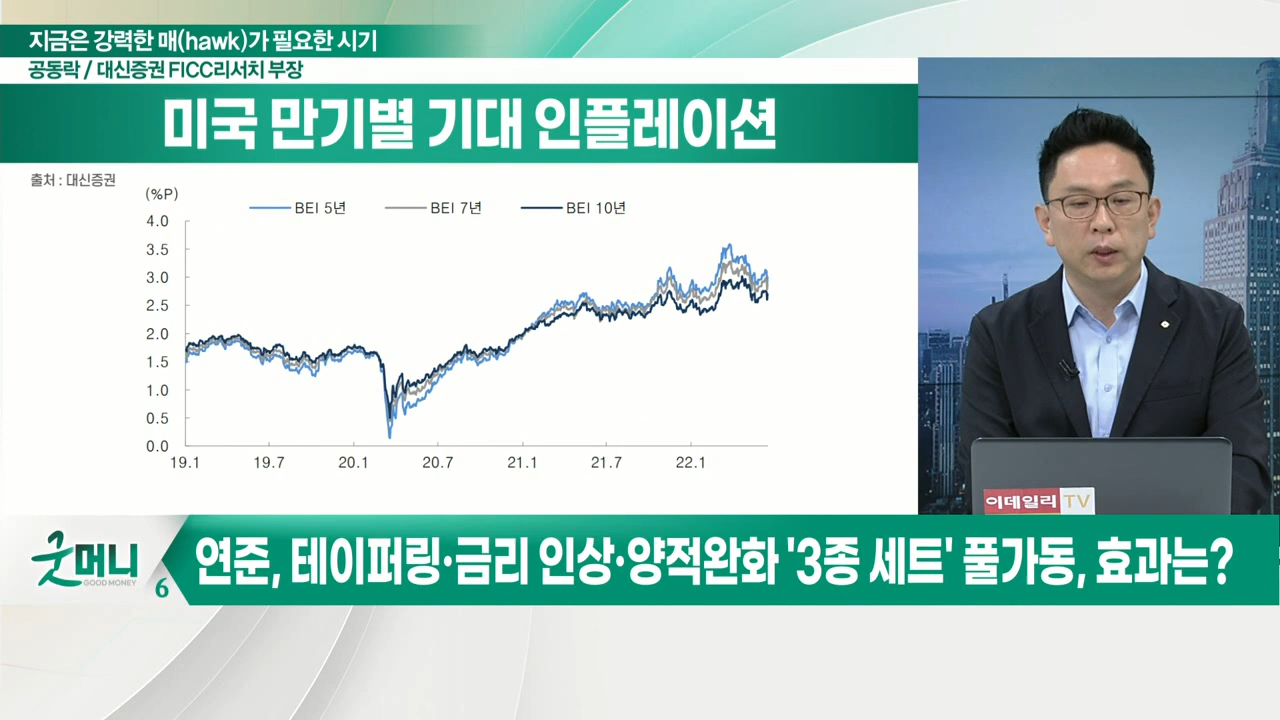 지금은 강력한 매(hawk)가 필요한 시기
공동락 / 대신증권 FICC리서치 부장
미국 만기별 기대 인플레이션
출처 : 대신증권
(%P)
BEI 5년 BEI 7년 BEI 10년
4.0
3.5
3.0
2.5
2.0
1.5
1.0
0.5
0.0
19.1 19.7 20.1 20.7 21.1 21.7 22.1
이데일리 TV
굿머니
GOOD MONEY
6
연준, 테이퍼링·금리 인상·양적완화 '3종 세트' 풀가동, 효과는?